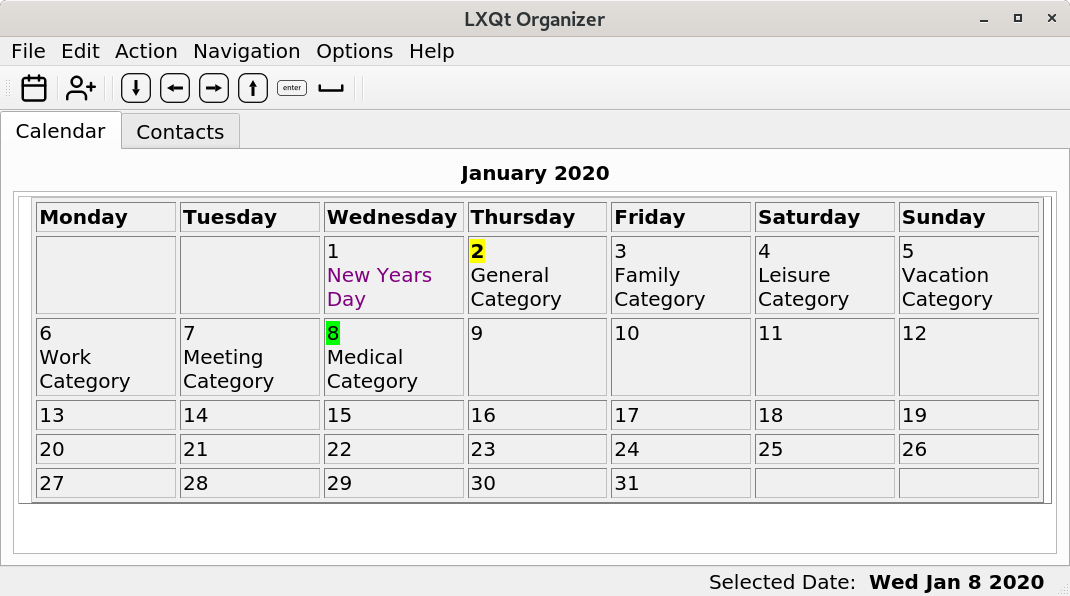 LXQt Organizer
File Edit Action Navigation Options Help
enter
Calendar Contacts
January 2020
Monday Tuesday Wednesday Thursday Friday Saturday Sunday
1 2 3 4 5
New Years General Family Leisure Vacation
Day Category Category Category Category
6 7 8 9 10 11 12
Work Meeting Medical
Category Category Category
13 14 15 16 17 18 19
20 21 22 23 24 25 26
27 28 29 30 31
Selected Date: Wed Jan 8 2020